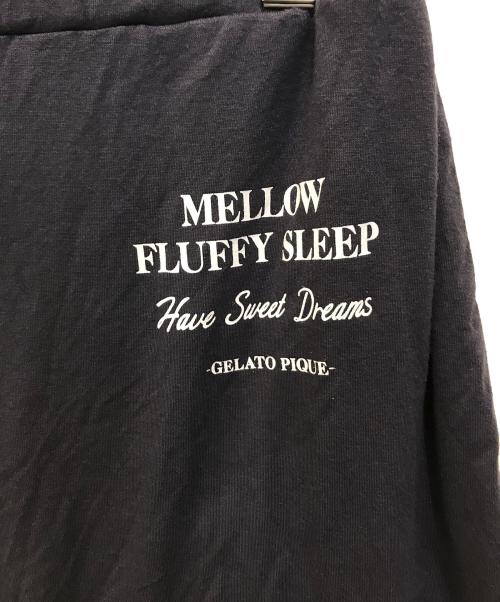 MELLOW
FLUFFY SLEEP
Have Sweet Dreams
-GELATO PIQUE-